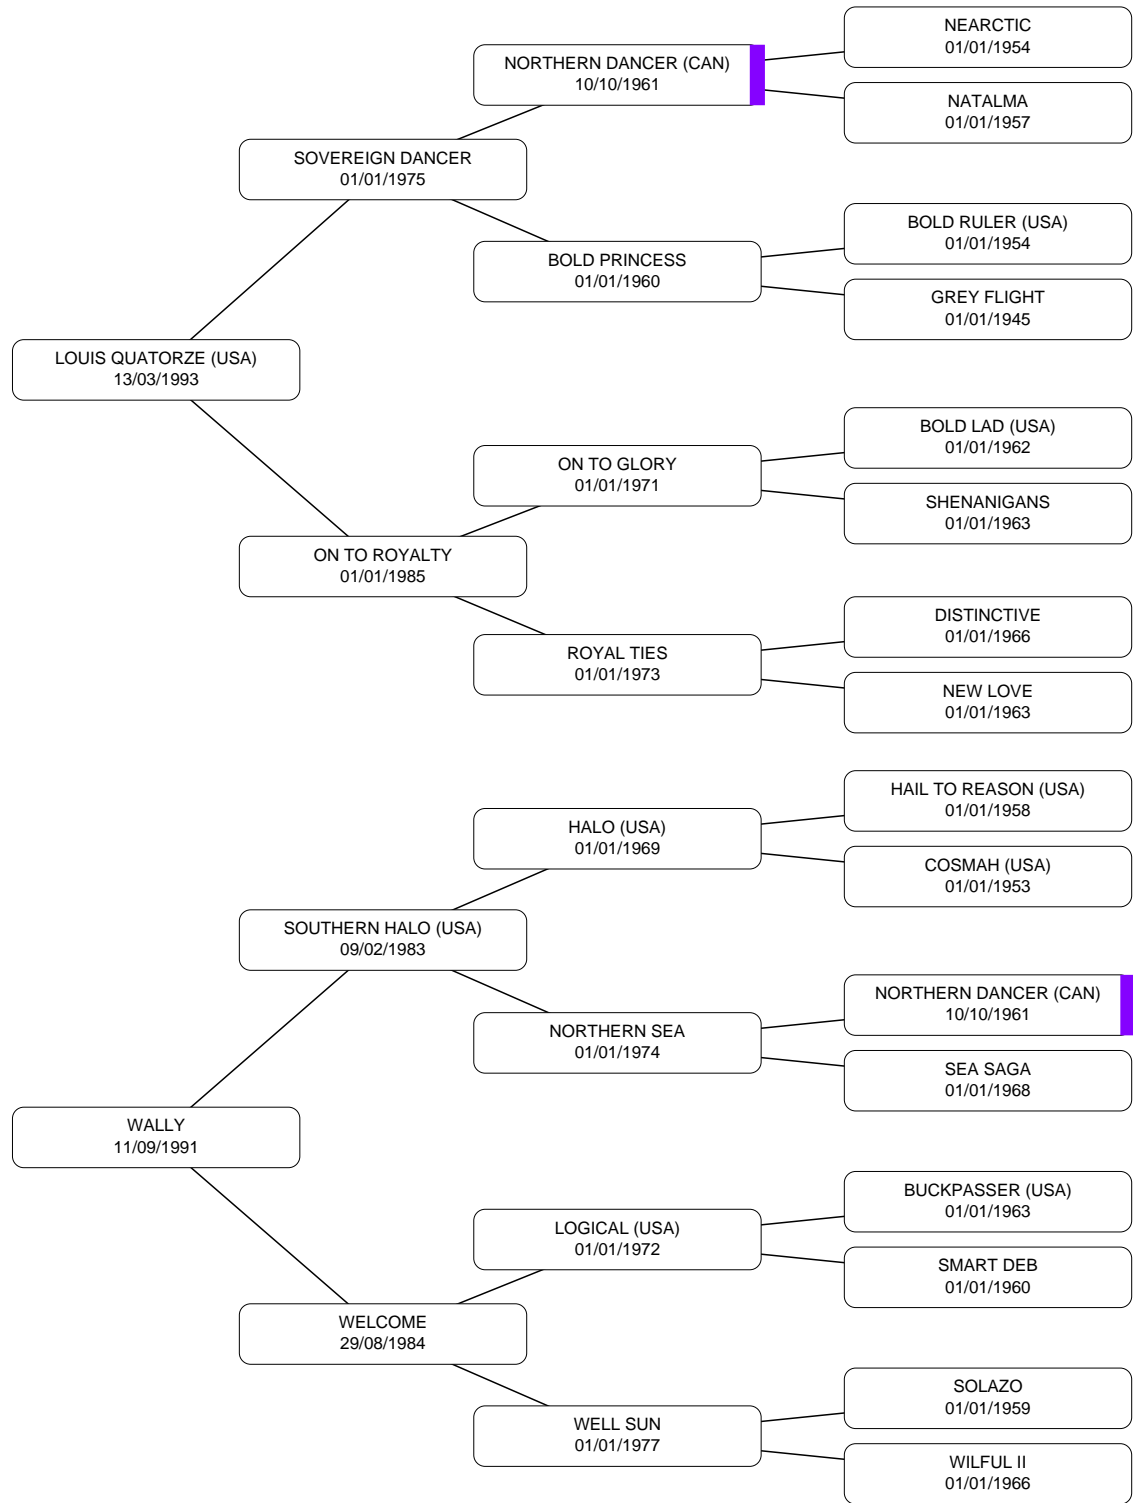 NEARCTIC
01/01/1954
NORTHERN DANCER (CAN)
10/10/1961
NATALMA
01/01/1957
SOVEREIGN DANCER
01/01/1975
BOLD RULER (USA)
01/01/1954
BOLD PRINCESS
01/01/1960
GREY FLIGHT
01/01/1945
LOUIS QUATORZE (USA)
13/03/1993
BOLD LAD (USA)
01/01/1962
ON TO GLORY
01/01/1971
SHENANIGANS
01/01/1963
ON TO ROYALTY
01/01/1985
DISTINCTIVE
01/01/1966
ROYAL TIES
01/01/1973
NEW LOVE
01/01/1963
HAIL TO REASON (USA)
01/01/1958
HALO (USA)
01/01/1969
COSMAH (USA)
01/01/1953
SOUTHERN HALO (USA)
09/02/1983
NORTHERN DANCER (CAN)
10/10/1961
NORTHERN SEA
01/01/1974
SEA SAGA
01/01/1968
WALLY
11/09/1991
BUCKPASSER (USA)
01/01/1963
LOGICAL (USA)
01/01/1972
SMART DEB
01/01/1960
WELCOME
29/08/1984
SOLAZO
01/01/1959
WELL SUN
01/01/1977
WILFUL II
01/01/1966